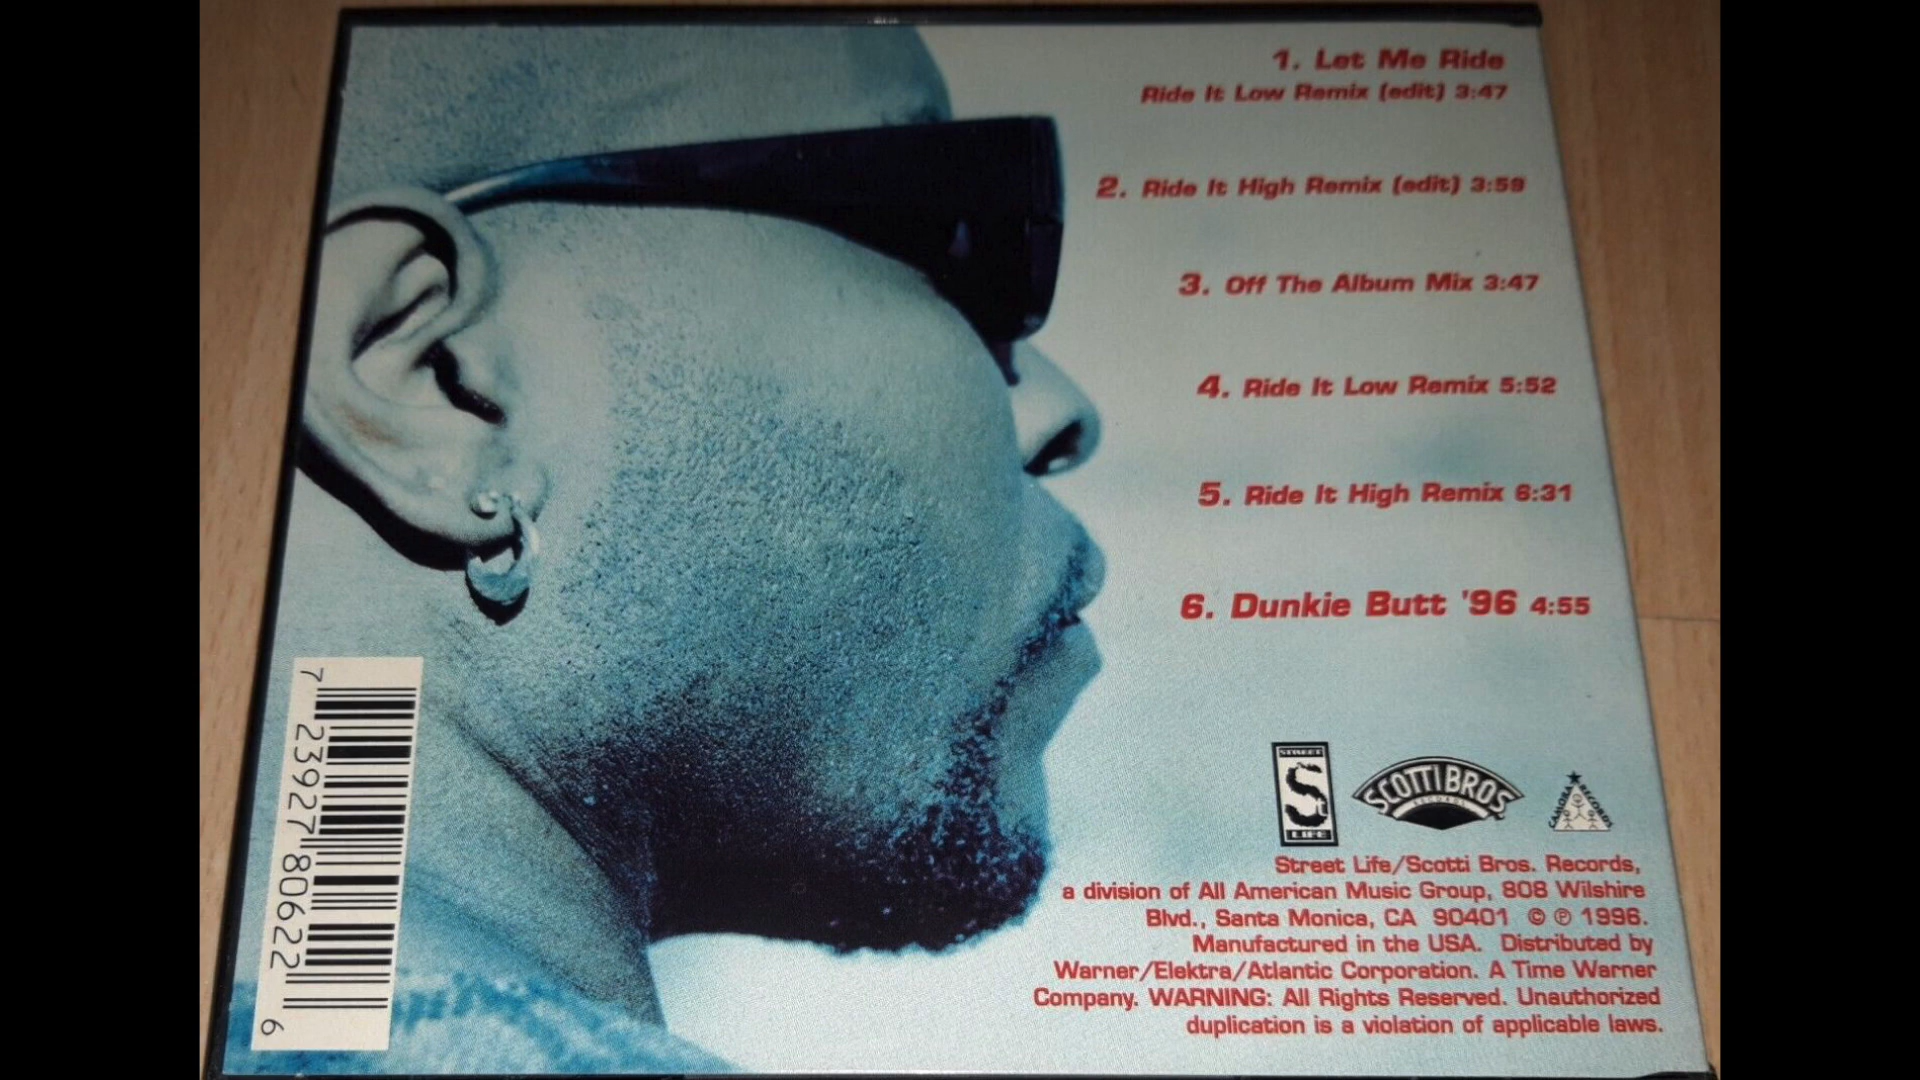 1. Let Me Ride
Ride It Low Remix (edit) 3:47
2. Ride It High Remix (edit) 3:59
3. Off The Album Mix 3:47
4. Ride It Low Remix 5:52
5. Ride It High Remix 6:31
6. Dunkie Butt '96 4:55
STREET
St
LIFE
SCOTTI BROS
RECORDS
CAMORA RECORDS
Street Life/Scotti Bros. Records,
a division of All American Music Group, 808 Wilshire
Blvd., Santa Monica, CA 90401 © ℗ 1996.
Manufactured in the USA. Distributed by
Warner/Elektra/Atlantic Corporation. A Time Warner
Company. WARNING: All Rights Reserved. Unauthorized
duplication is a violation of applicable laws.
7 23927 80622 6